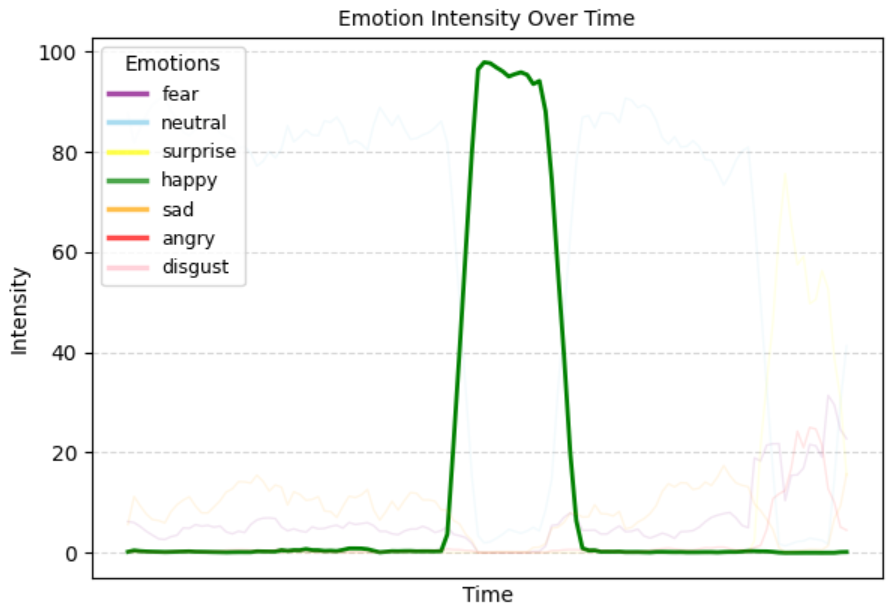 Emotion Intensity Over Time
100
80
60
40
20
0
Intensity
Emotions
fear
neutral
surprise
happy
sad
angry
disgust
Time